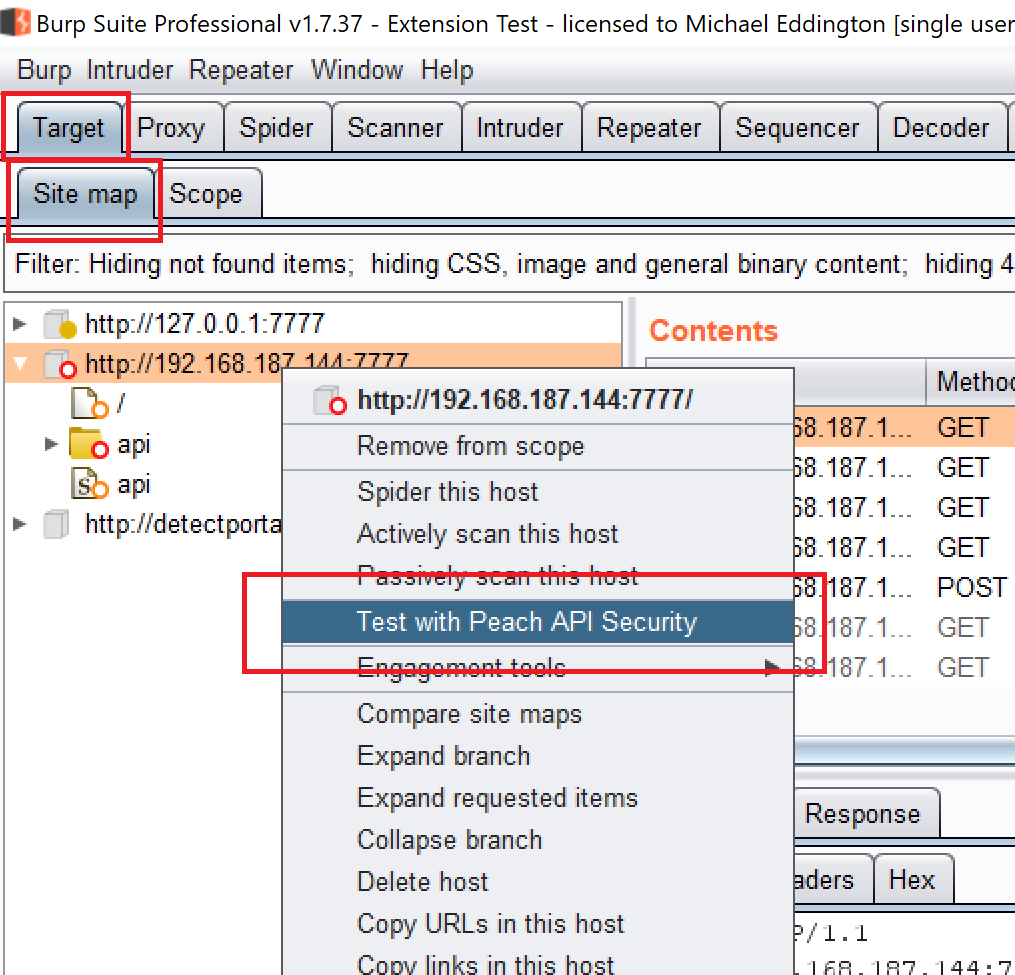 Burp Suite Professional v1.7.37 - Extension Test - licensed to Michael Eddington [single user
Burp Intruder Repeater Window Help
Target Proxy Spider Scanner Intruder Repeater Sequencer Decoder
Site map Scope
Filter: Hiding not found items; hiding CSS, image and general binary content; hiding 4
http://127.0.0.1:7777
http://192.168.187.144:7777
/
api
api
http://detectporta
http://192.168.187.144:7777/
Remove from scope
Spider this host
Actively scan this host
Passively scan this host
Test with Peach API Security
Engagement tools
Compare site maps
Expand branch
Expand requested items
Collapse branch
Delete host
Copy URLs in this host
Copy links in this host
Contents
Metho
68.187.1... GET
68.187.1... GET
68.187.1... GET
68.187.1... GET
68.187.1... POST
68.187.1... GET
68.187.1... GET
Response
aders Hex
P/1.1
.168.187.144:7